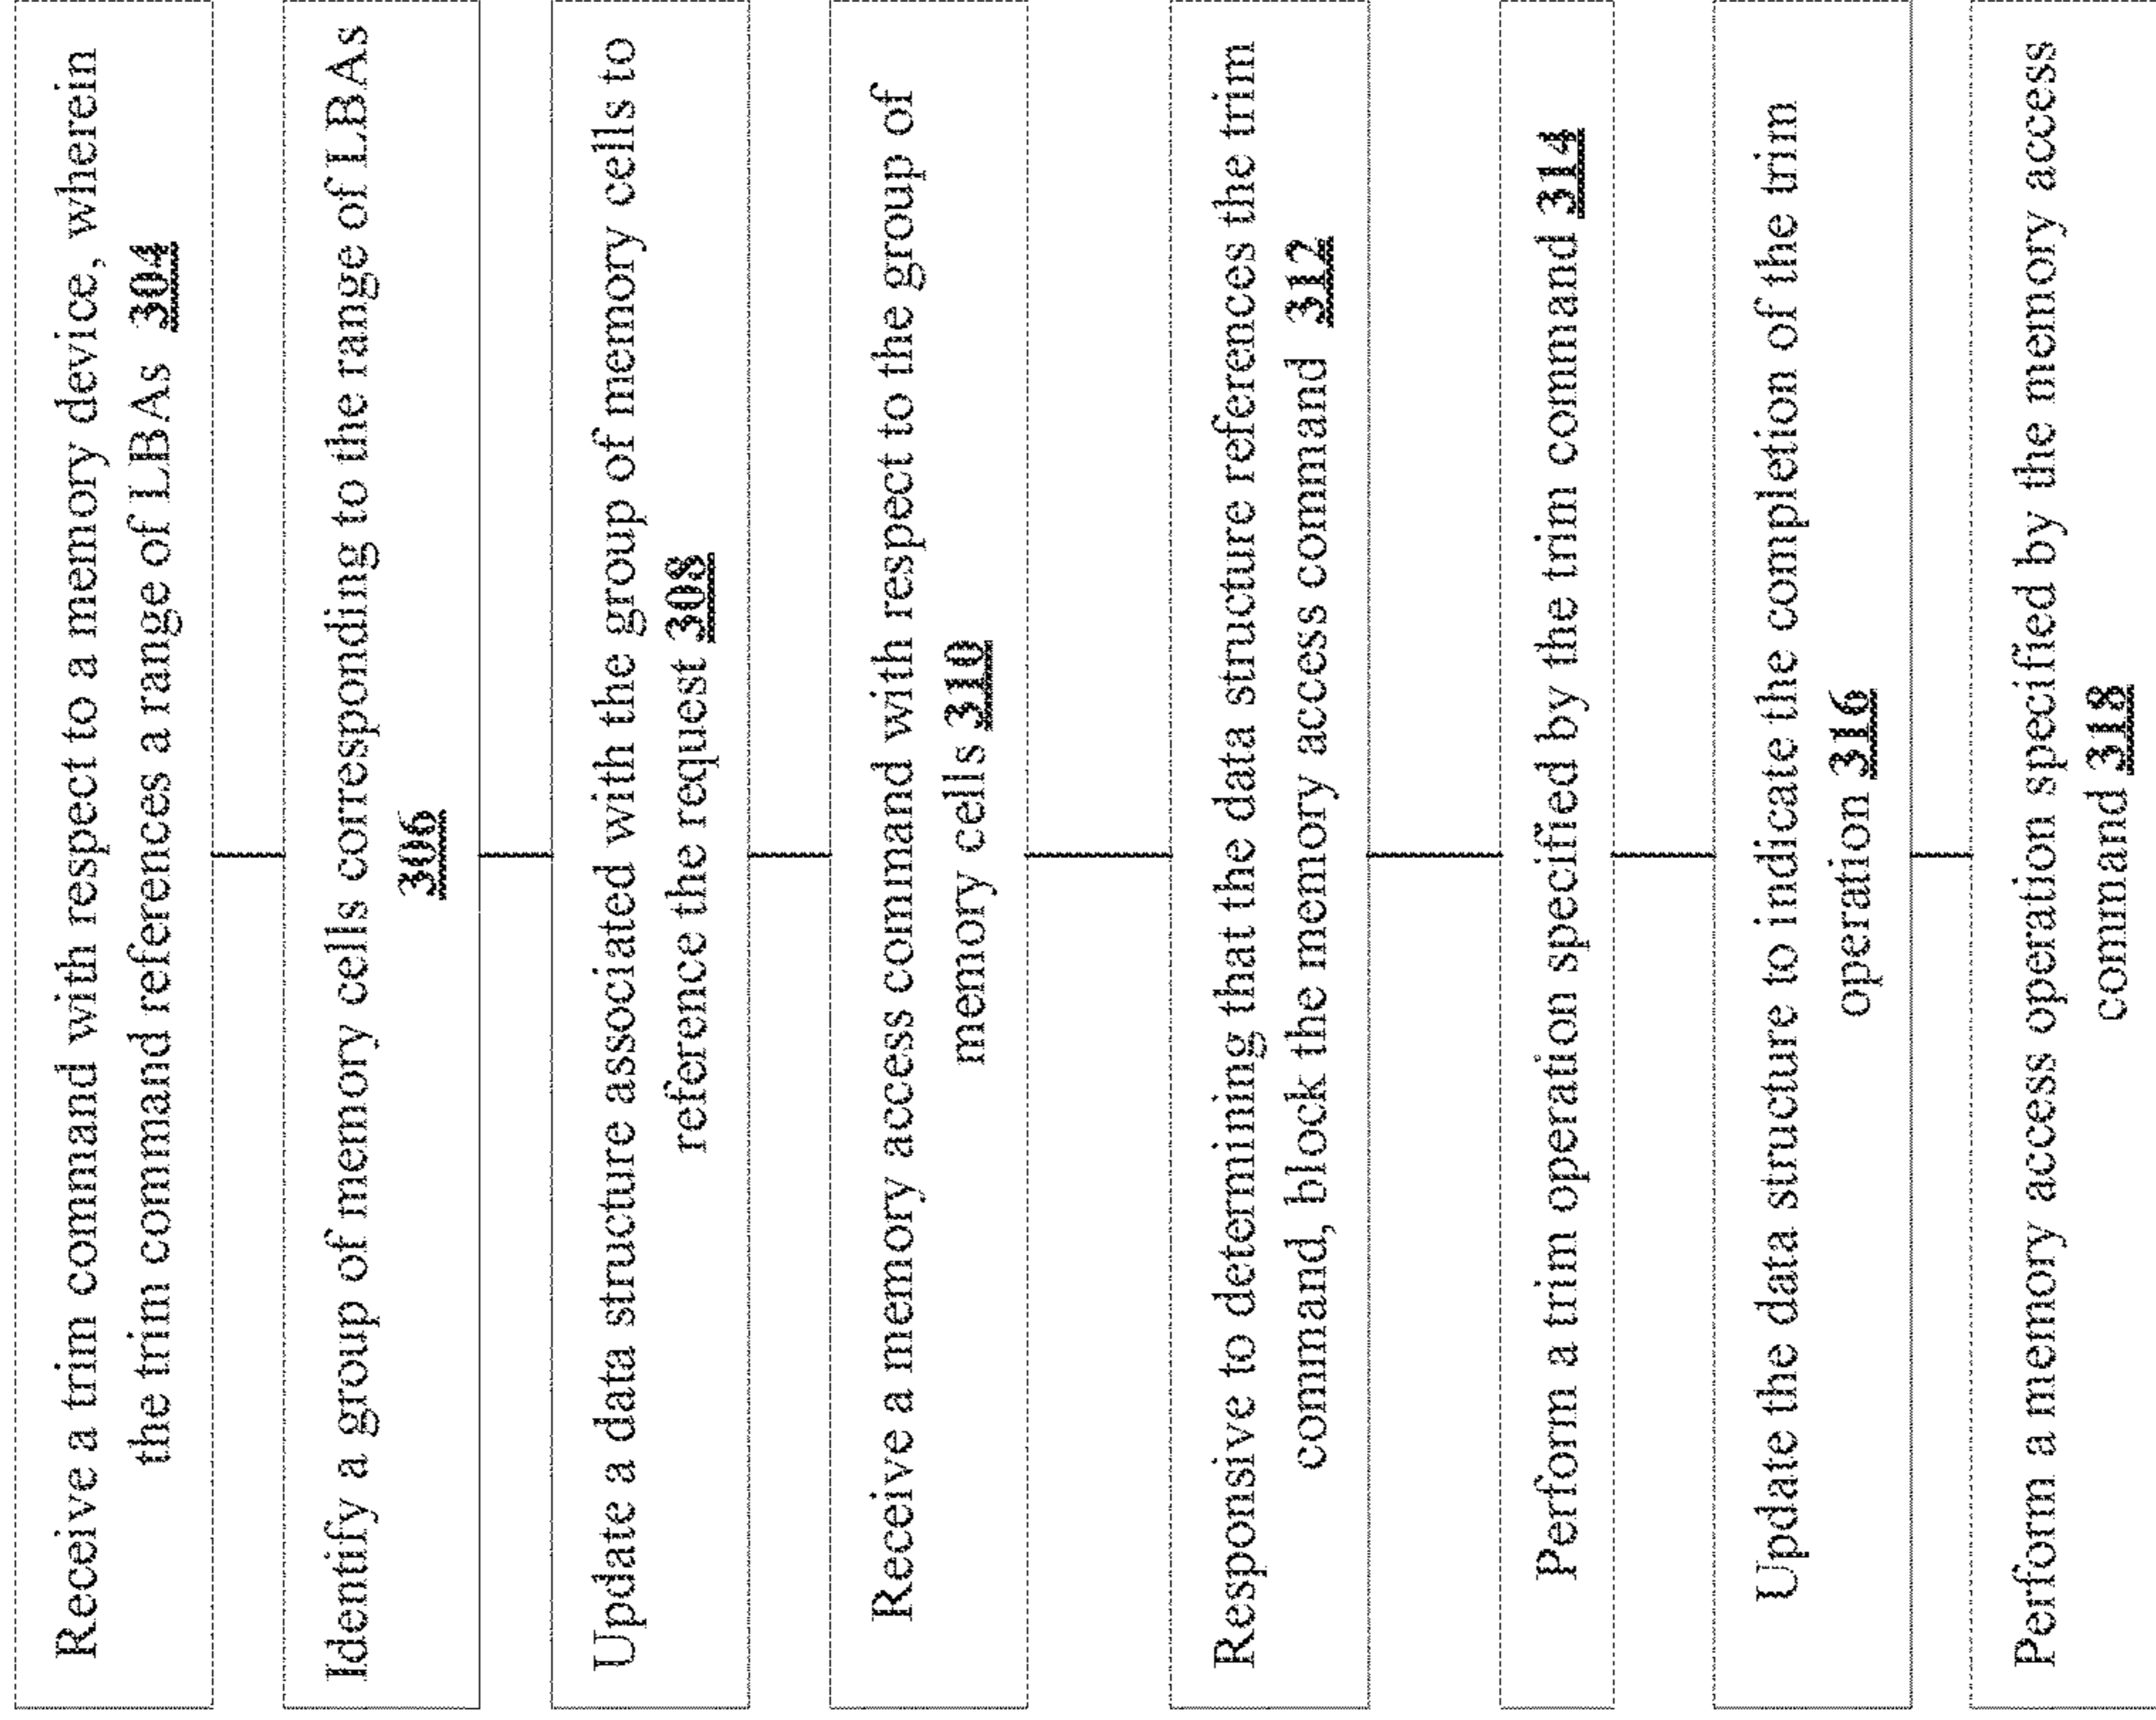 Receive a trim command with respect to a memory device, wherein
the trim command references a range of LBAs 304
Identify a group of memory cells corresponding to the range of LBAs
306
Update a data structure associated with the group of memory cells to
reference the request 308
Receive a memory access command with respect to the group of
memory cells 310
Responsive to determining that the data structure references the trim
command, block the memory access command 312
Perform a trim operation specified by the trim command 314
Update the data structure to indicate the completion of the trim
operation 316
Perform a memory access operation specified by the memory access
command 318